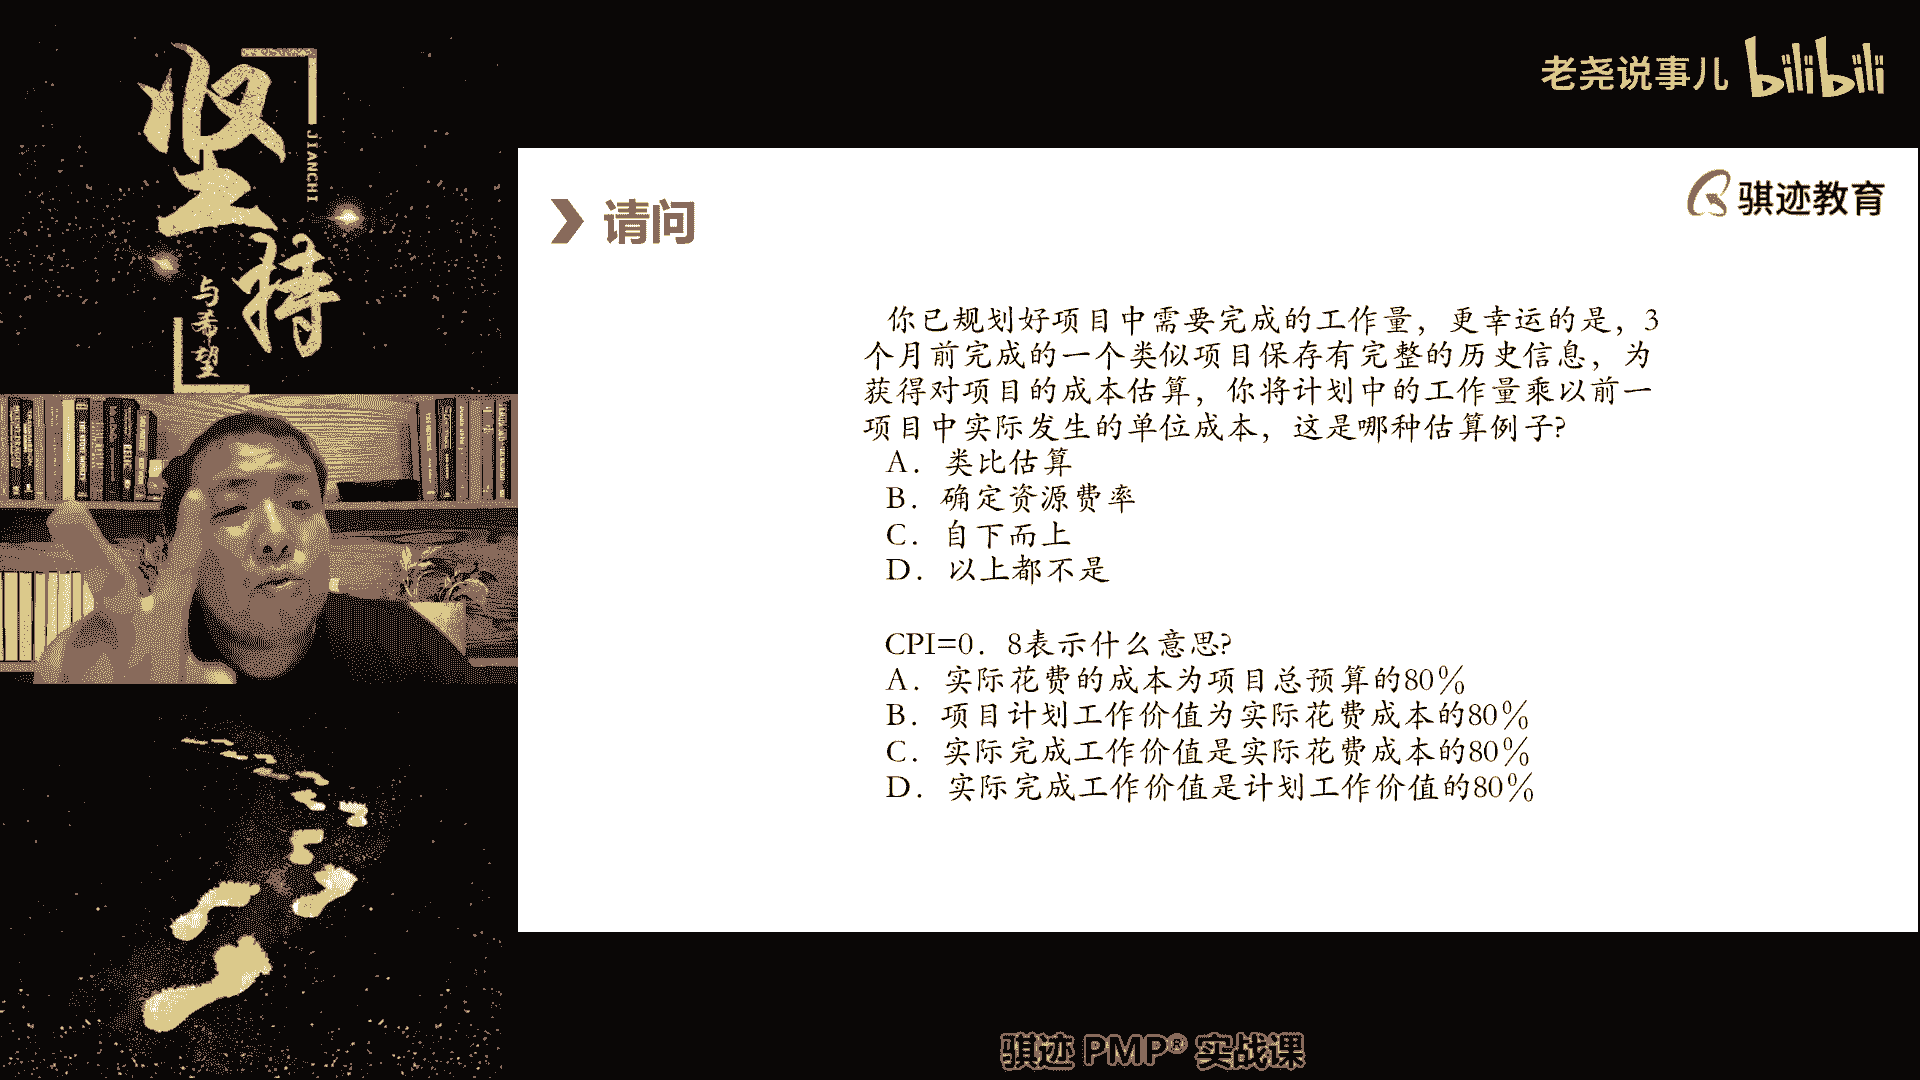 坚持
JIANCHI
与希望
老尧说事儿 bilibili
骐迹教育
请问
你已规划好项目中需要完成的工作量，更幸运的是，3
个月前完成的一个类似项目保存有完整的历史信息，为
获得对项目的成本估算，你将计划中的工作量乘以前一
项目中实际发生的单位成本，这是哪种估算例子?
A. 类比估算
B. 确定资源费率
C. 自下而上
D. 以上都不是
CPI=0. 8表示什么意思?
A. 实际花费的成本为项目总预算的80%
B. 项目计划工作价值为实际花费成本的80%
C. 实际完成工作价值是实际花费成本的80%
D. 实际完成工作价值是计划工作价值的80%
骐迹 PMP® 实战课